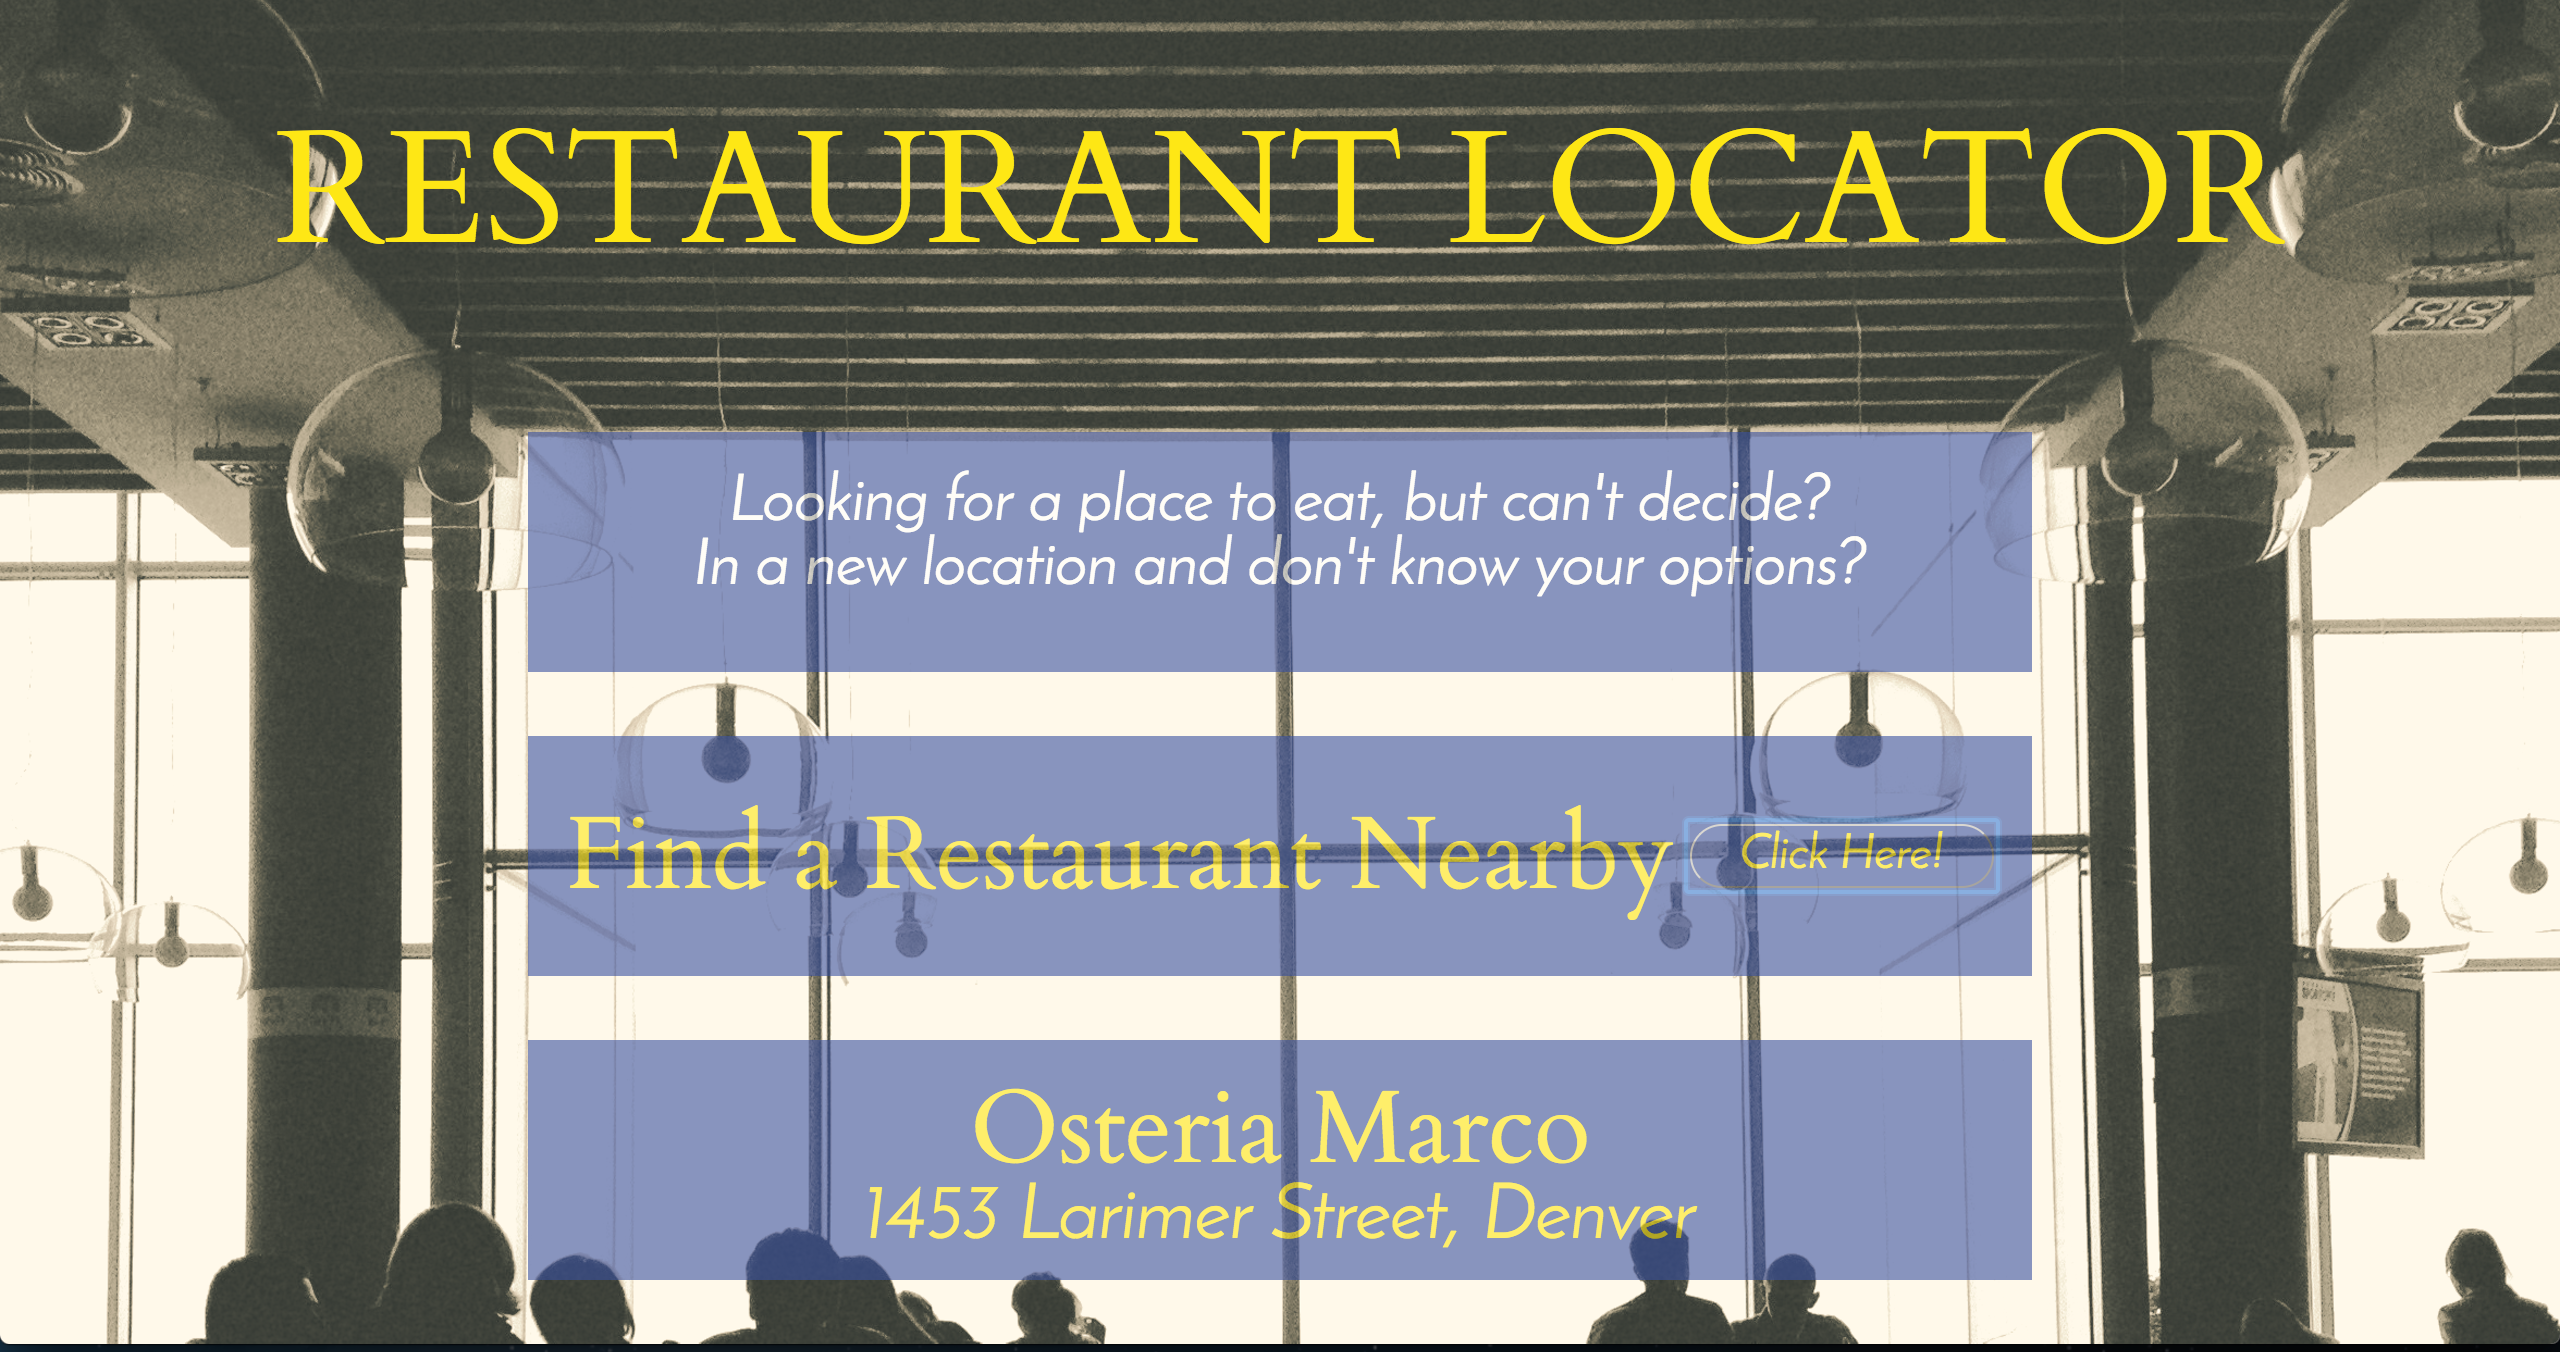 RESTAURANT LOCATOR
Looking for a place to eat, but can't decide?
In a new location and don't know your options?
Find a Restaurant Nearby
Click Here!
Osteria Marco
1453 Larimer Street, Denver